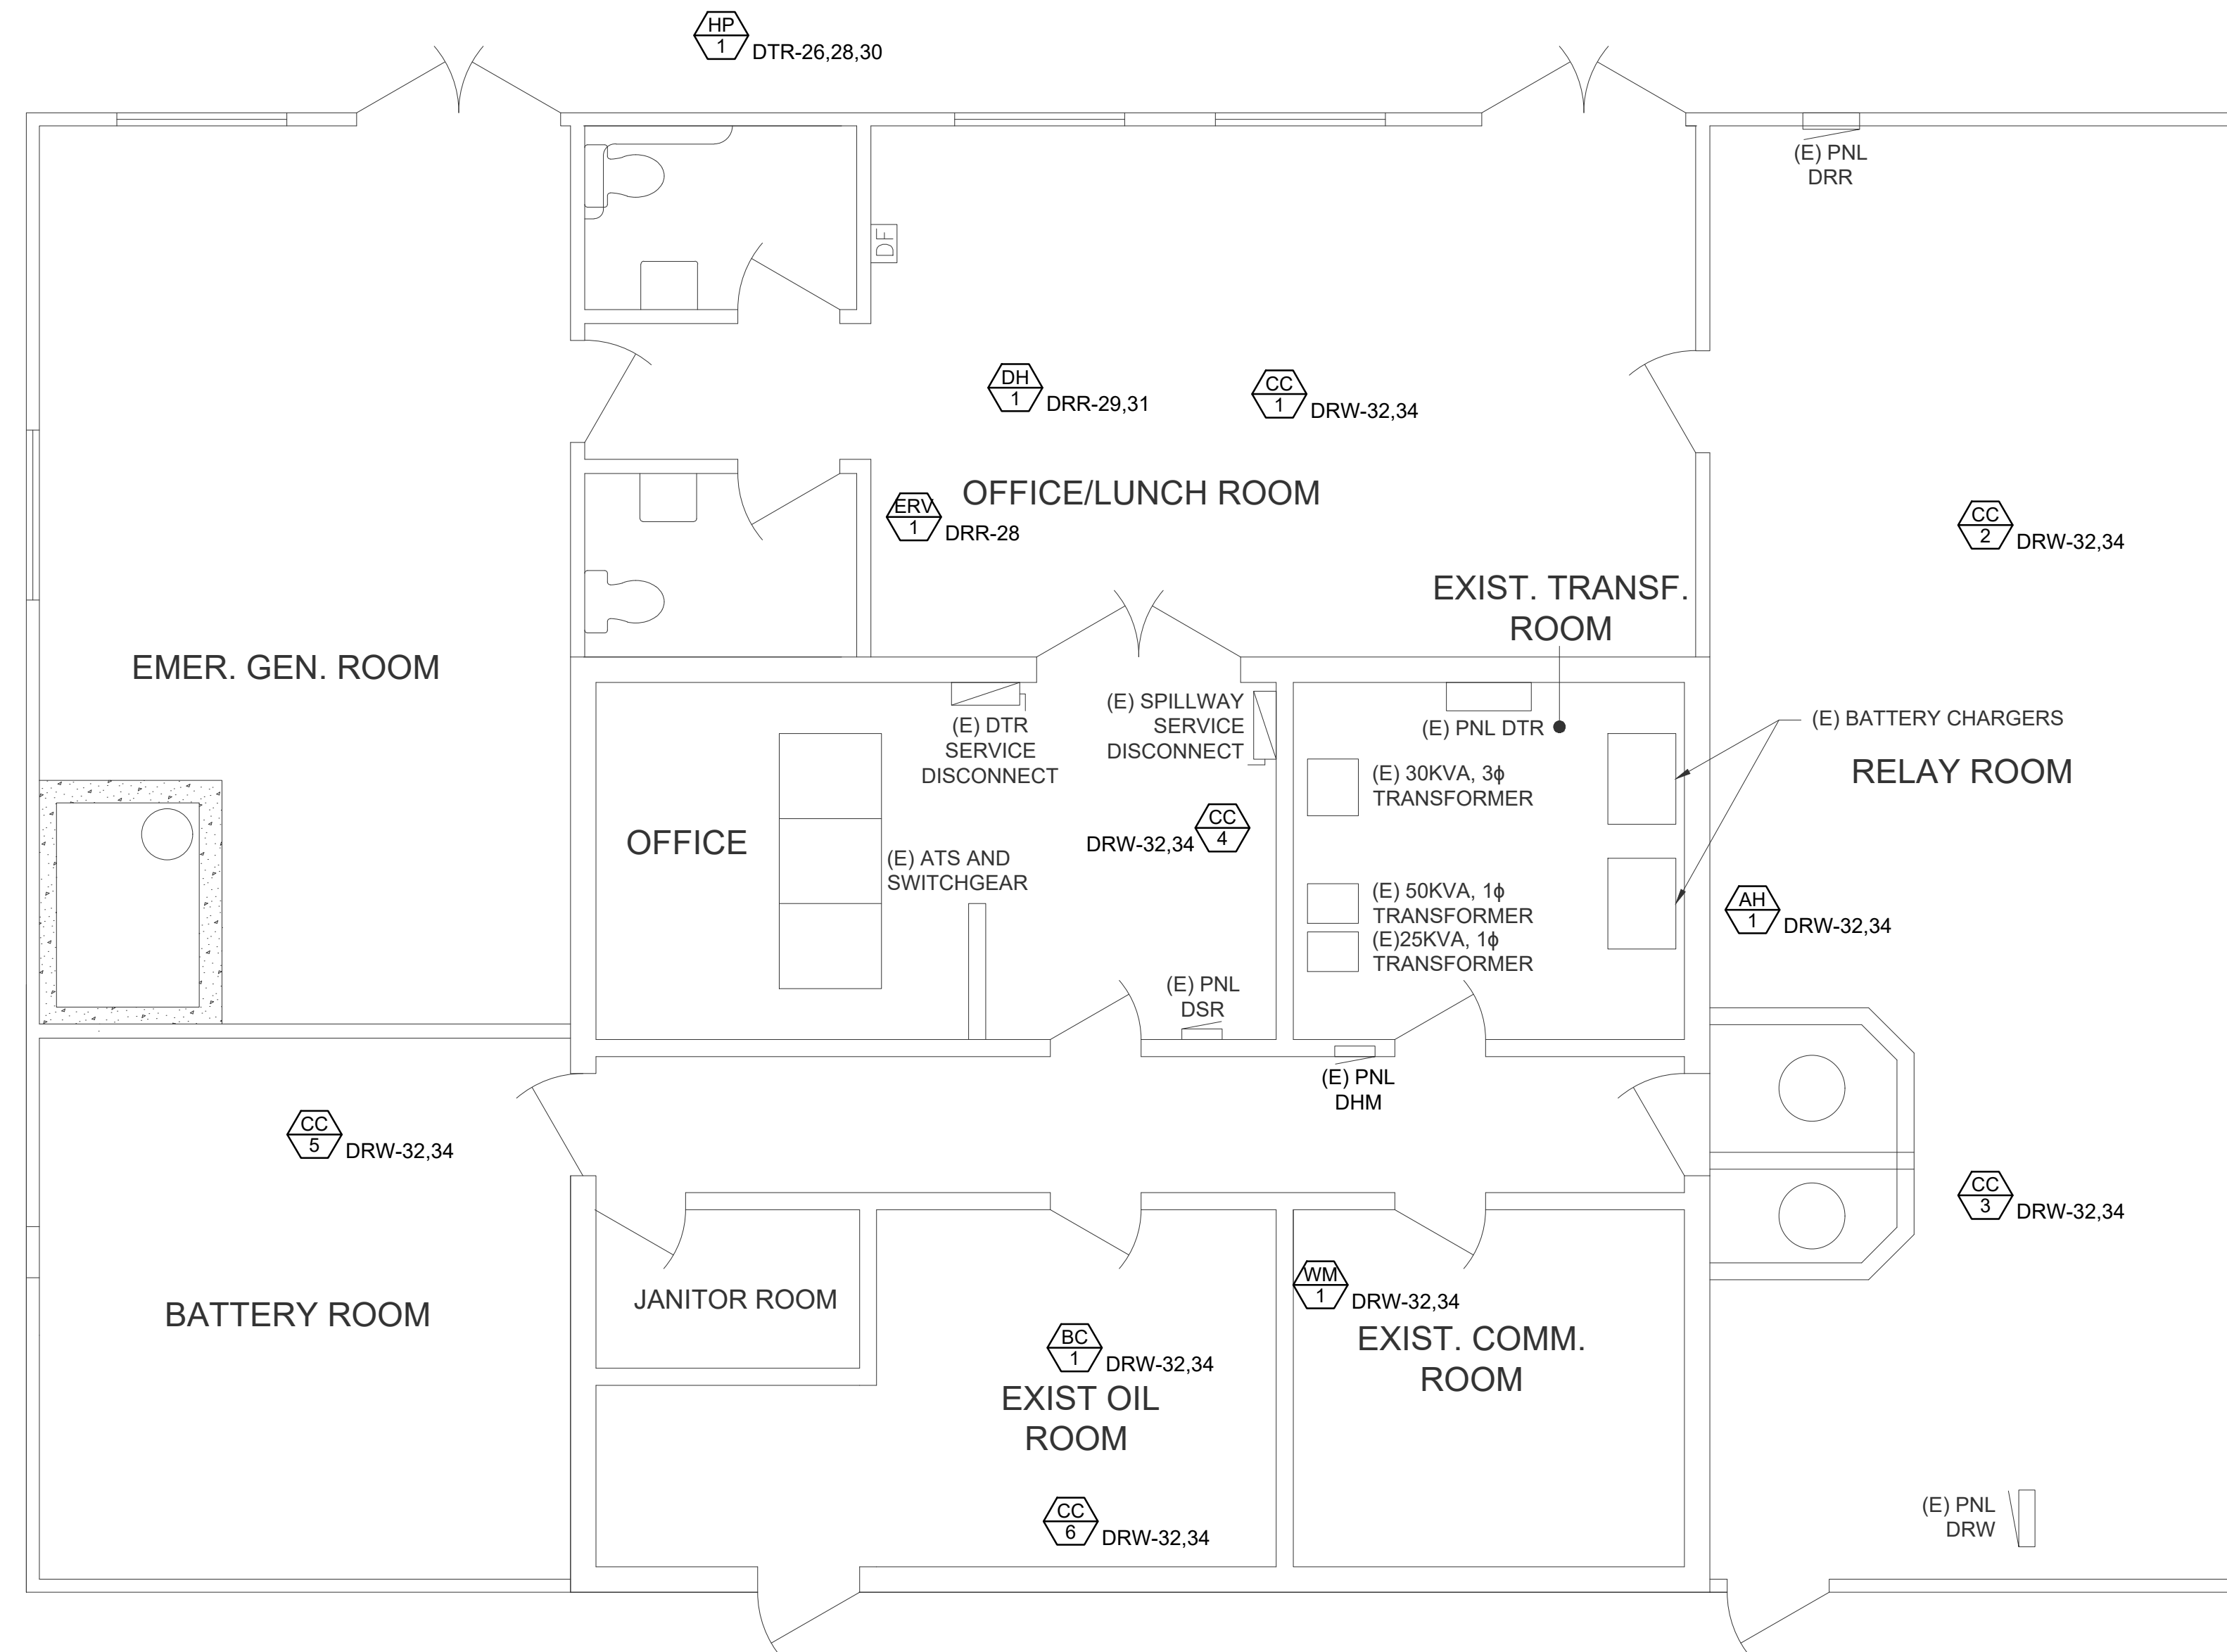 HP
1
DTR-26,28,30
(E) PNL
DRR
DF
DH
1
DRR-29,31
CC
1
DRW-32,34
OFFICE/LUNCH ROOM
ERV
1
DRR-28
CC
2
DRW-32,34
EXIST. TRANSF.
ROOM
EMER. GEN. ROOM
(E) DTR
SERVICE
DISCONNECT
(E) SPILLWAY
SERVICE
DISCONNECT
(E) PNL DTR
(E) BATTERY CHARGERS
RELAY ROOM
(E) 30KVA, 3ϕ
TRANSFORMER
OFFICE
(E) ATS AND
SWITCHGEAR
DRW-32,34
CC
4
(E) 50KVA, 1ϕ
TRANSFORMER
(E)25KVA, 1ϕ
TRANSFORMER
AH
1
DRW-32,34
(E) PNL
DSR
(E) PNL
DHM
CC
5
DRW-32,34
CC
3
DRW-32,34
BATTERY ROOM
JANITOR ROOM
WM
1
DRW-32,34
EXIST. COMM.
ROOM
BC
1
DRW-32,34
EXIST OIL
ROOM
CC
6
DRW-32,34
(E) PNL
DRW